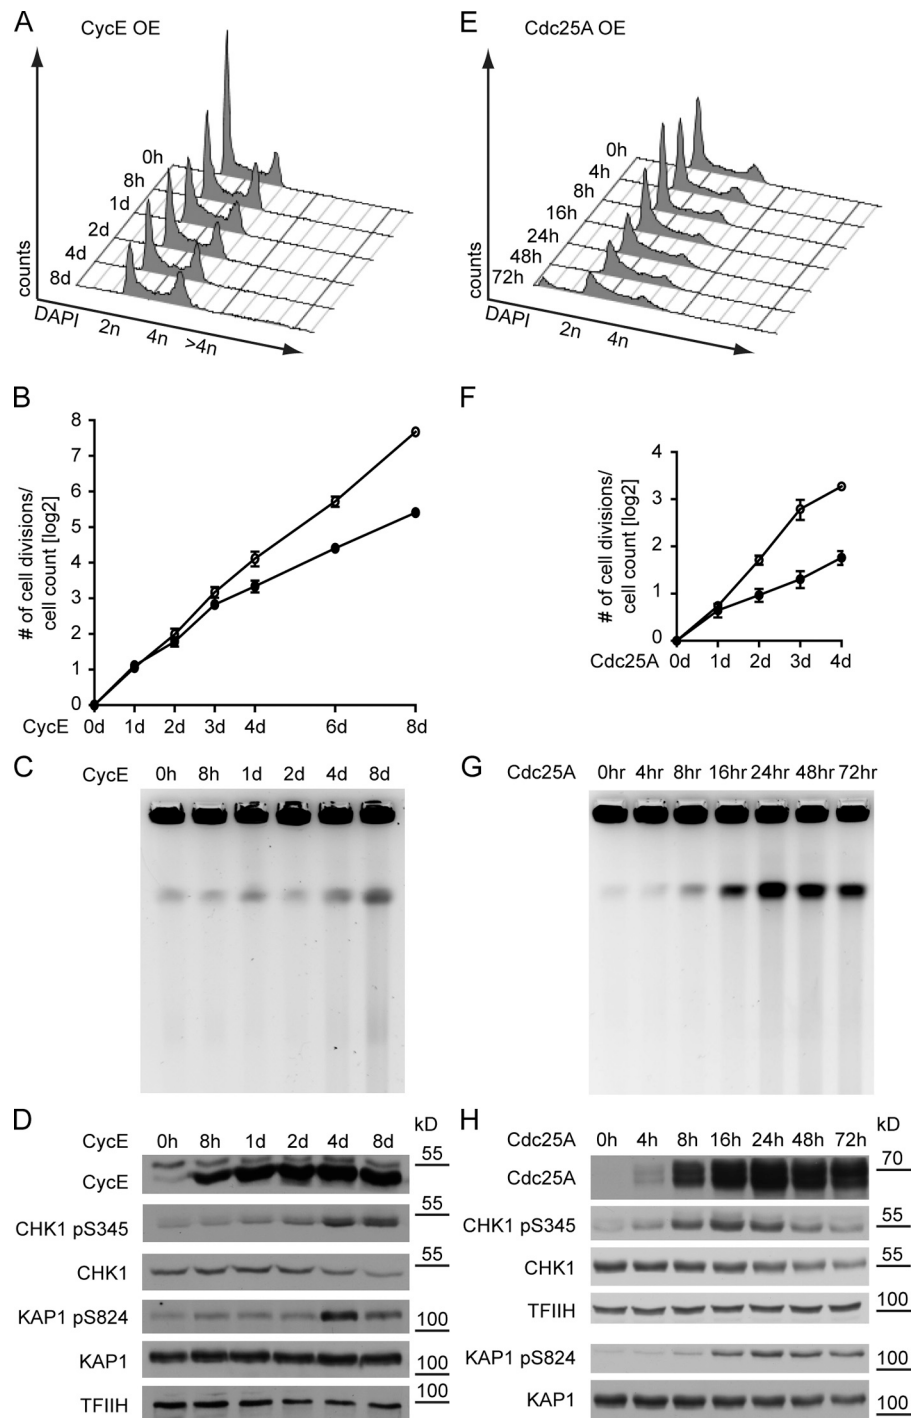 A
CycE OE
0h
8h
1d
2d
4d
8d
counts
DAPI
2n
4n
>4n
E
Cdc25A OE
0h
4h
8h
16h
24h
48h
72h
counts
DAPI
2n
4n
B
8
7
6
5
4
3
2
1
0
# of cell divisions/
cell count [log2]
CycE 0d 1d 2d 3d 4d 6d 8d
F
4
3
2
1
0
# of cell divisions/
cell count [log2]
Cdc25A 0d 1d 2d 3d 4d
C
CycE 0h 8h 1d 2d 4d 8d
G
Cdc25A 0hr 4hr 8hr 16hr 24hr 48hr 72hr
D
kD
CycE 0h 8h 1d 2d 4d 8d
CycE 55
CHK1 pS345 55
CHK1 55
KAP1 pS824 100
KAP1 100
TFIIH 100
H
kD
Cdc25A 0h 4h 8h 16h 24h 48h 72h
Cdc25A 70
CHK1 pS345 55
CHK1 55
TFIIH 100
KAP1 pS824 100
KAP1 100